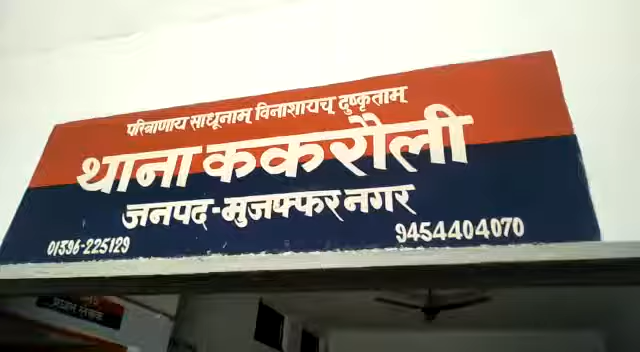 परित्राणाय साधूनाम् विनाशायच् दुष्कृताम्
थाना ककरौली
जनपद-मुजफ्फर नगर
01396-225129
9454404070